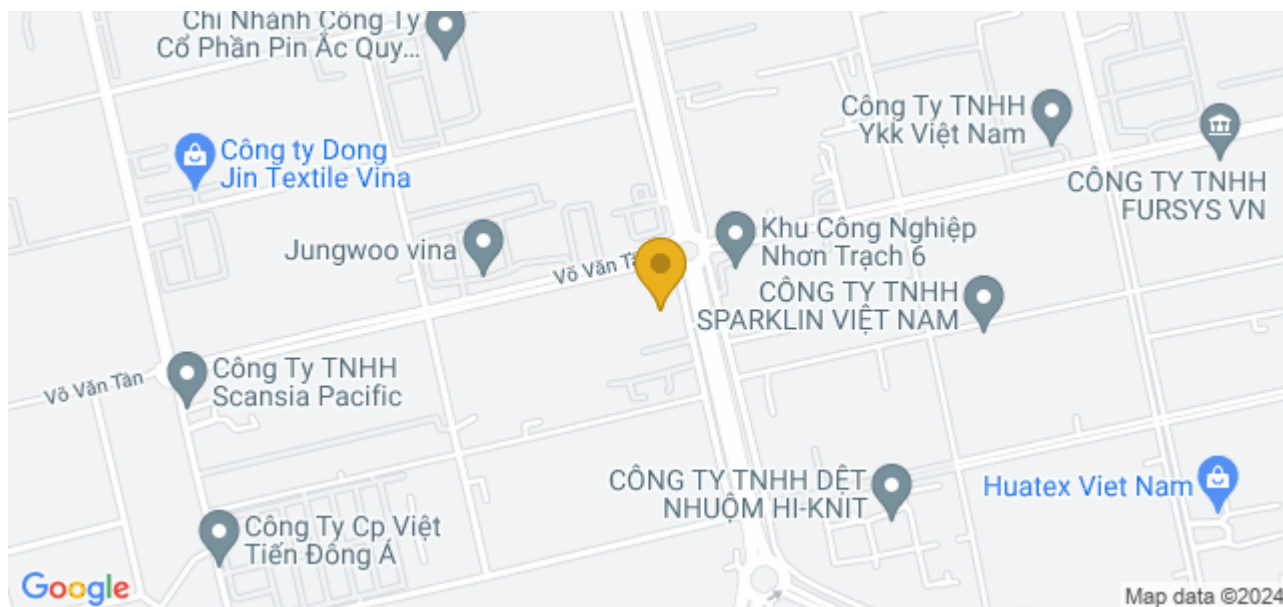 Chi Nhánh Công Ty
Cổ Phần Pin Ắc Quy...
Công Ty TNHH
Ykk Việt Nam
Công ty Dong
Jin Textile Vina
CÔNG TY TNHH
FURSYS VN
Jungwoo vina
Khu Công Nghiệp
Nhơn Trạch 6
Võ Văn Tần
CÔNG TY TNHH
SPARKLIN VIỆT NAM
Công Ty TNHH
Scansia Pacific
Võ Văn Tần
CÔNG TY TNHH DỆT
NHUỘM HI-KNIT
Huatex Viet Nam
Công Ty Cp Việt
Tiến Đông Á
Google
Map data ©2024